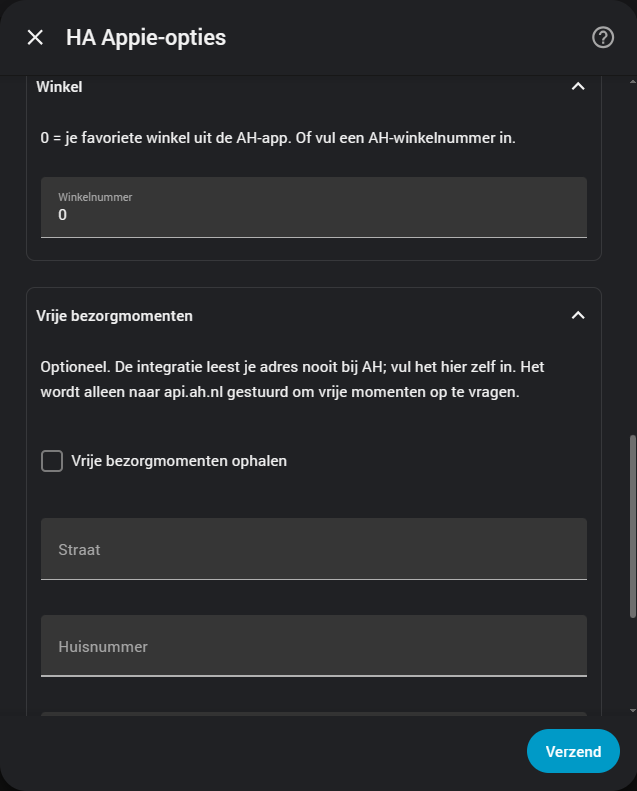 HA Appie-opties
Winkel
0 = je favoriete winkel uit de AH-app. Of vul een AH-winkelnummer in.
Winkelnummer
0
Vrije bezorgmomenten
Optioneel. De integratie leest je adres nooit bij AH; vul het hier zelf in. Het
wordt alleen naar api.ah.nl gestuurd om vrije momenten op te vragen.
Vrije bezorgmomenten ophalen
Straat
Huisnummer
Verzend